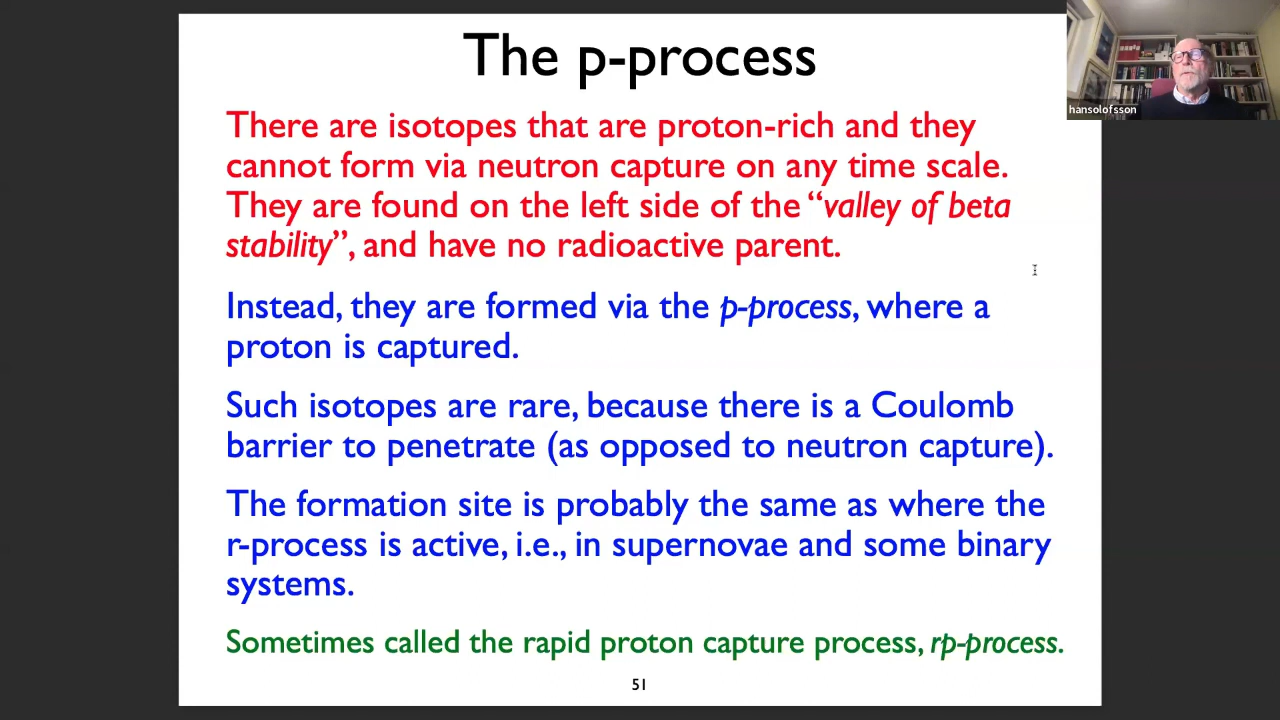 The p-process
hansolofsson
There are isotopes that are proton-rich and they
cannot form via neutron capture on any time scale.
They are found on the left side of the “valley of beta
stability”, and have no radioactive parent.
Instead, they are formed via the p-process, where a
proton is captured.
Such isotopes are rare, because there is a Coulomb
barrier to penetrate (as opposed to neutron capture).
The formation site is probably the same as where the
r-process is active, i.e., in supernovae and some binary
systems.
Sometimes called the rapid proton capture process, rp-process.
51